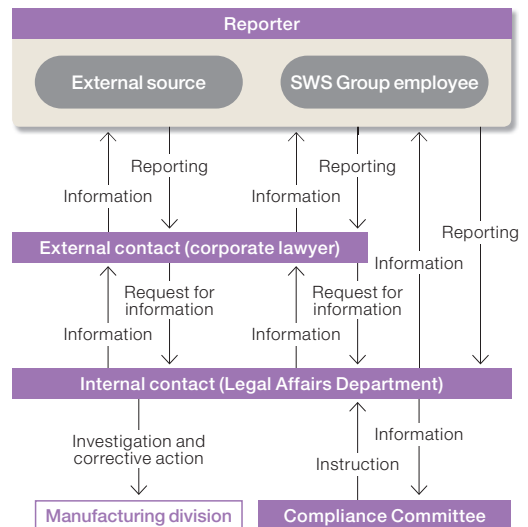 Reporter
External source
SWS Group employee
Reporting
Reporting
Information
Information
Reporting
External contact (corporate lawyer)
Information
Request for
information
Request for
information
Information
Information
Internal contact (Legal Affairs Department)
Investigation and
corrective action
Information
Instruction
Manufacturing division
Compliance Committee